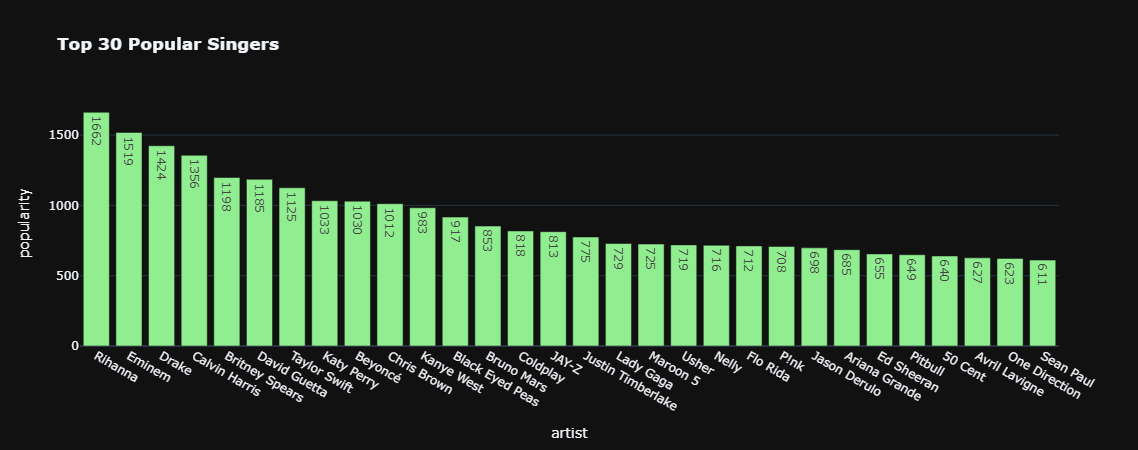 Top 30 Popular Singers
popularity
1500
1000
500
0
1662
1519
1424
1356
1198
1185
1125
1033
1030
1012
983
917
853
818
813
775
729
725
719
716
712
708
698
685
655
649
640
627
623
611
Rihanna
Eminem
Drake
Calvin Harris
Britney Spears
David Guetta
Taylor Swift
Katy Perry
Beyoncé
Chris Brown
Kanye West
Black Eyed Peas
Bruno Mars
Coldplay
JAY-Z
Justin Timberlake
Lady Gaga
Maroon 5
Usher
Nelly
Flo Rida
P!nk
Jason Derulo
Ariana Grande
Ed Sheeran
Pitbull
50 Cent
Avril Lavigne
One Direction
Sean Paul
artist